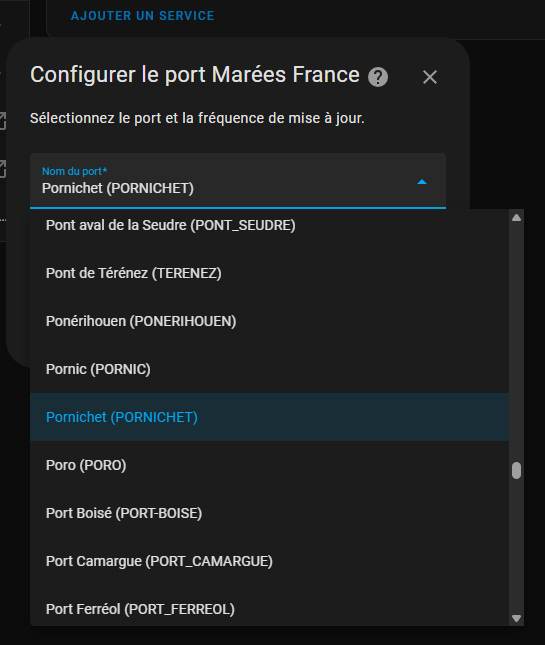 AJOUTER UN SERVICE
Configurer le port Marées France
Sélectionnez le port et la fréquence de mise à jour.
Nom du port*
Pornichet (PORNICHET)
Pont aval de la Seudre (PONT_SEUDRE)
Pont de Térénez (TERENEZ)
Ponérihouen (PONERIHOUEN)
Pornic (PORNIC)
Pornichet (PORNICHET)
Poro (PORO)
Port Boisé (PORT-BOISE)
Port Camargue (PORT_CAMARGUE)
Port Ferréol (PORT_FERREOL)